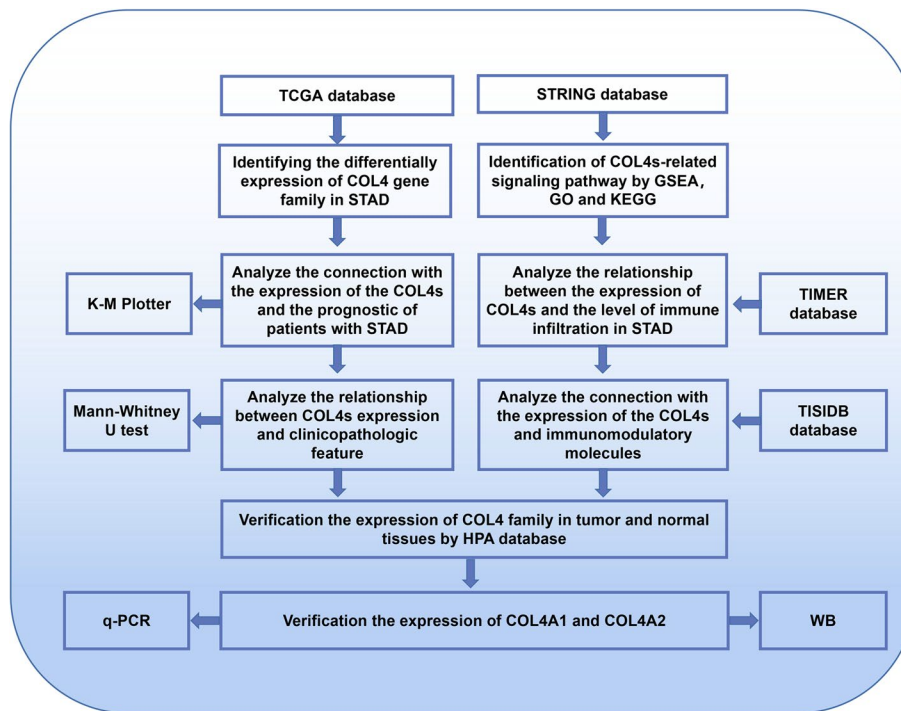 TCGA database
STRING database
Identifying the differentially
expression of COL4 gene
family in STAD
Identification of COL4s-related
signaling pathway by GSEA,
GO and KEGG
K-M Plotter
Analyze the connection with
the expression of the COL4s
and the prognostic of
patients with STAD
Analyze the relationship
between the expression of
COL4s and the level of immune
infiltration in STAD
TIMER
database
Mann-Whitney
U test
Analyze the relationship
between COL4s expression
and clinicopathologic
feature
Analyze the connection with
the expression of the COL4s
and immunomodulatory
molecules
TISIDB
database
Verification the expression of COL4 family in tumor and normal
tissues by HPA database
q-PCR
Verification the expression of COL4A1 and COL4A2
WB